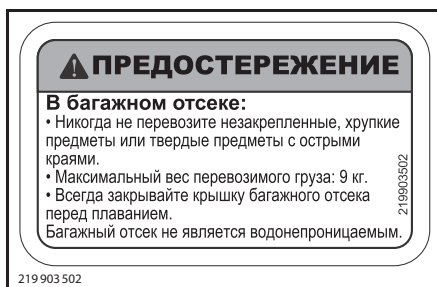 ПРЕДОСТЕРЕЖЕНИЕ
В багажном отсеке:
• Никогда не перевозите незакрепленные, хрупкие
предметы или твердые предметы с острыми
краями.
• Максимальный вес перевозимого груза: 9 кг.
• Всегда закрывайте крышку багажного отсека
перед плаванием.
Багажный отсек не является водонепроницаемым.
219903502
219 903 502